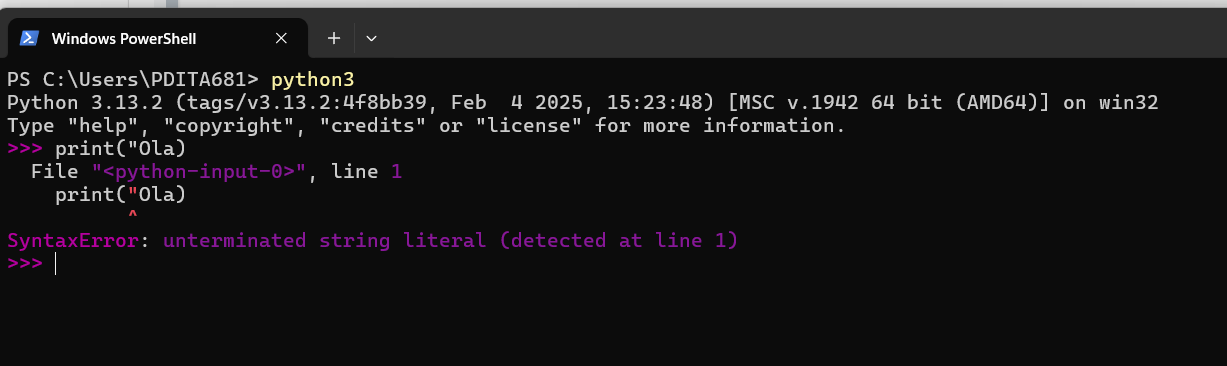 Windows PowerShell
PS C:\Users\PDITA681> python3
Python 3.13.2 (tags/v3.13.2:4f8bb39, Feb  4 2025, 15:23:48) [MSC v.1942 64 bit (AMD64)] on win32
Type "help", "copyright", "credits" or "license" for more information.
>>> print("Ola)
  File "<python-input-0>", line 1
    print("Ola)
          ^
SyntaxError: unterminated string literal (detected at line 1)
>>>